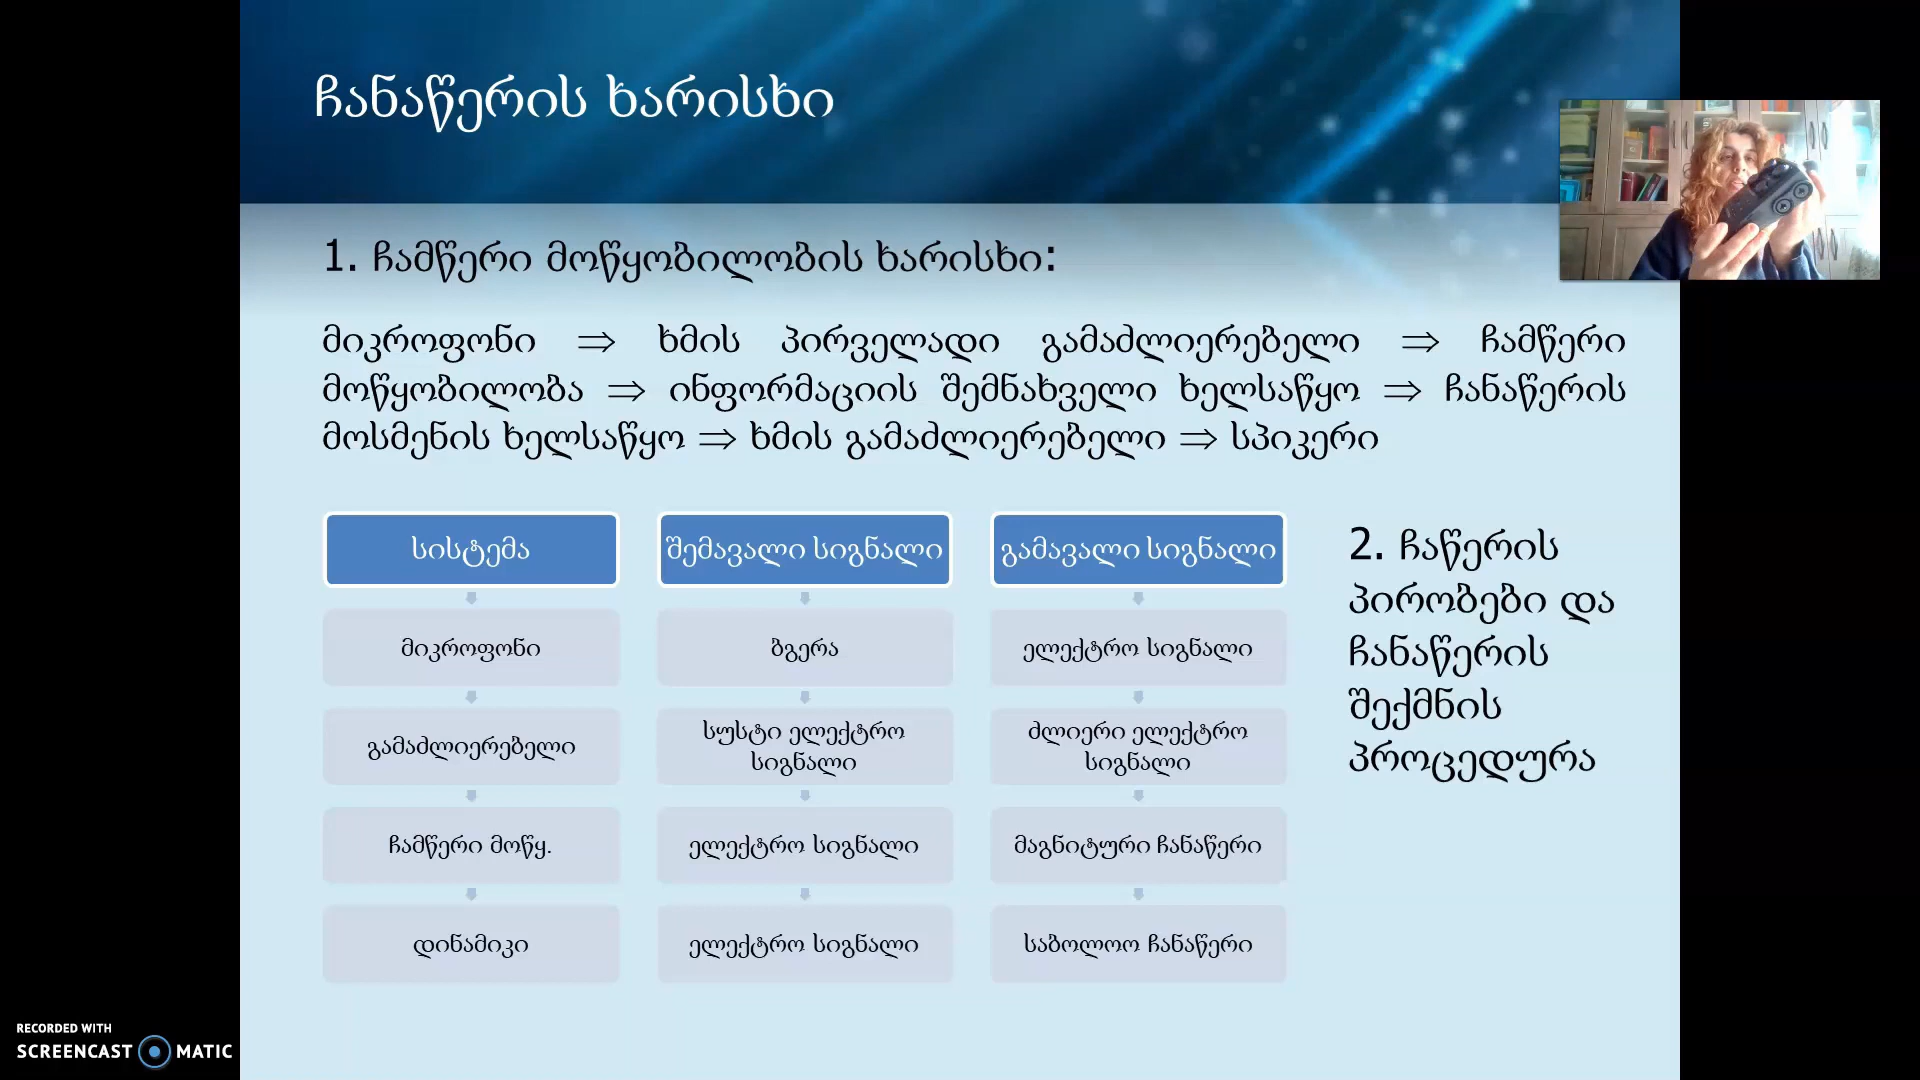 ჩანაწერის ხარისხი
1. ჩამწერი მოწყობილობის ხარისხი:
მიკროფონი ⇒ ხმის პირველადი გამაძლიერებელი ⇒ ჩამწერი
მოწყობილობა ⇒ ინფორმაციის შემნახველი ხელსაწყო ⇒ ჩანაწერის
მოსმენის ხელსაწყო ⇒ ხმის გამაძლიერებელი ⇒ სპიკერი
სისტემა
მიკროფონი
გამაძლიერებელი
ჩამწერი მოწყ.
დინამიკი
შემავალი სიგნალი
ბგერა
სუსტი ელექტრო
სიგნალი
ელექტრო სიგნალი
ელექტრო სიგნალი
გამავალი სიგნალი
ელექტრო სიგნალი
ძლიერი ელექტრო
სიგნალი
მაგნიტური ჩანაწერი
საბოლოო ჩანაწერი
2. ჩაწერის
პირობები და
ჩანაწერის
შექმნის
პროცედურა
RECORDED WITH
SCREENCAST MATIC